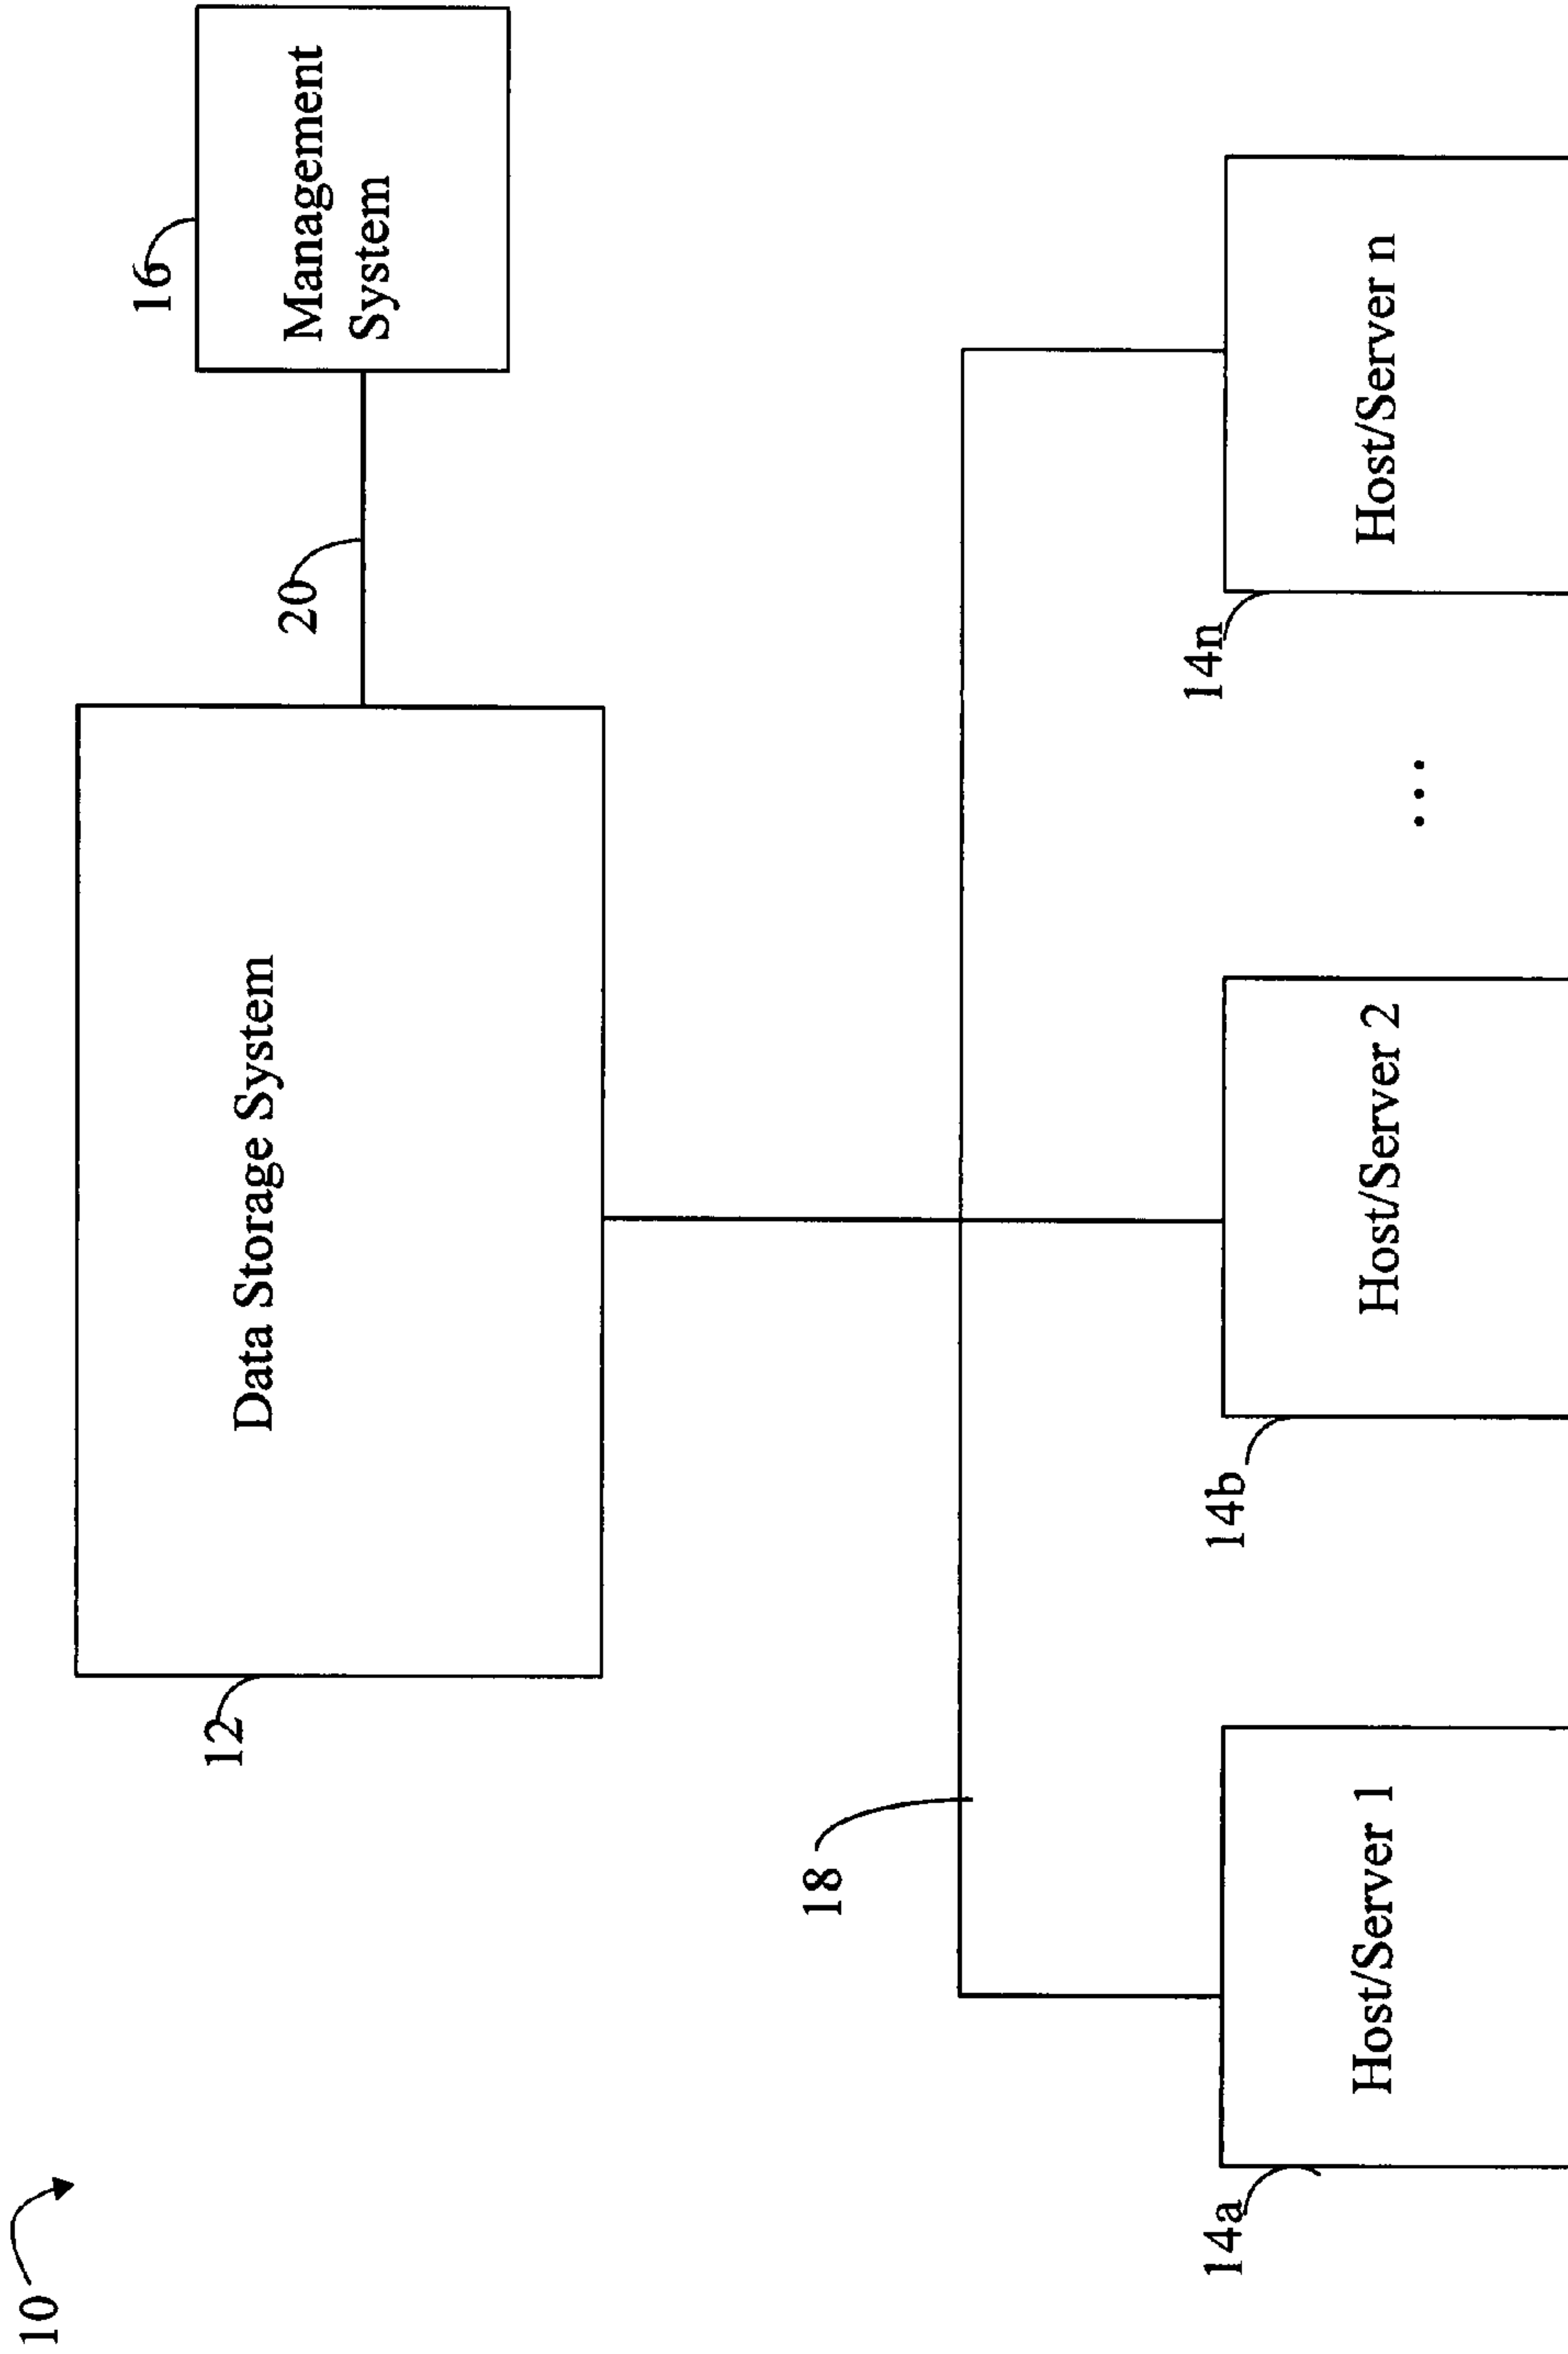 10
12
Data Storage System
20
16
Management
System
18
14a
Host/Server 1
14b
Host/Server 2
...
14n
Host/Server n